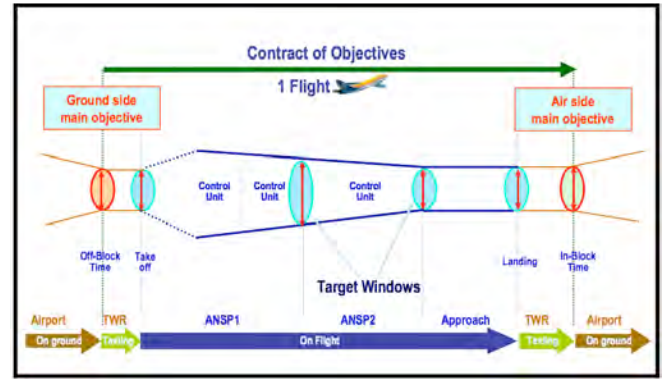 Contract of Objectives
1 Flight
Ground side
main objective
Air side
main objective
Control
Unit
Control
Unit
Control
Unit
Off-Block
Time
Take
off
Landing
In-Block
Time
Target Windows
Airport
TWR
ANSP1
ANSP2
Approach
TWR
Airport
On ground
Taxiing
On Flight
Taxiing
On ground